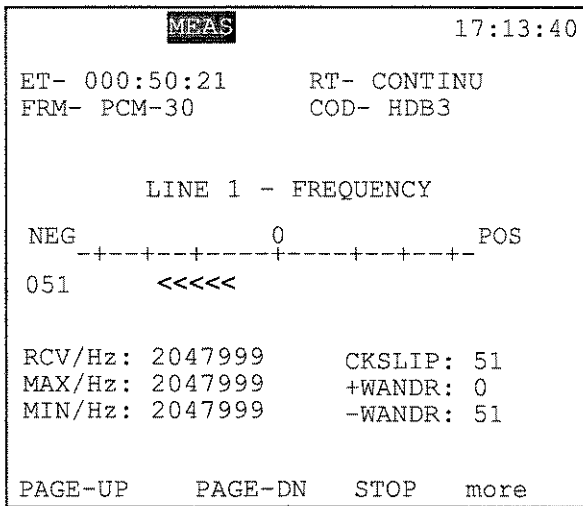 MEAS 17:13:40
ET- 000:50:21 RT- CONTINU
FRM- PCM-30 COD- HDB3
LINE 1 - FREQUENCY
NEG 0 POS
-+--+--+-----+-----+--+--+-
051 <<<<<
RCV/Hz: 2047999 CKSLIP: 51
MAX/Hz: 2047999 +WANDR: 0
MIN/Hz: 2047999 -WANDR: 51
PAGE-UP PAGE-DN STOP more